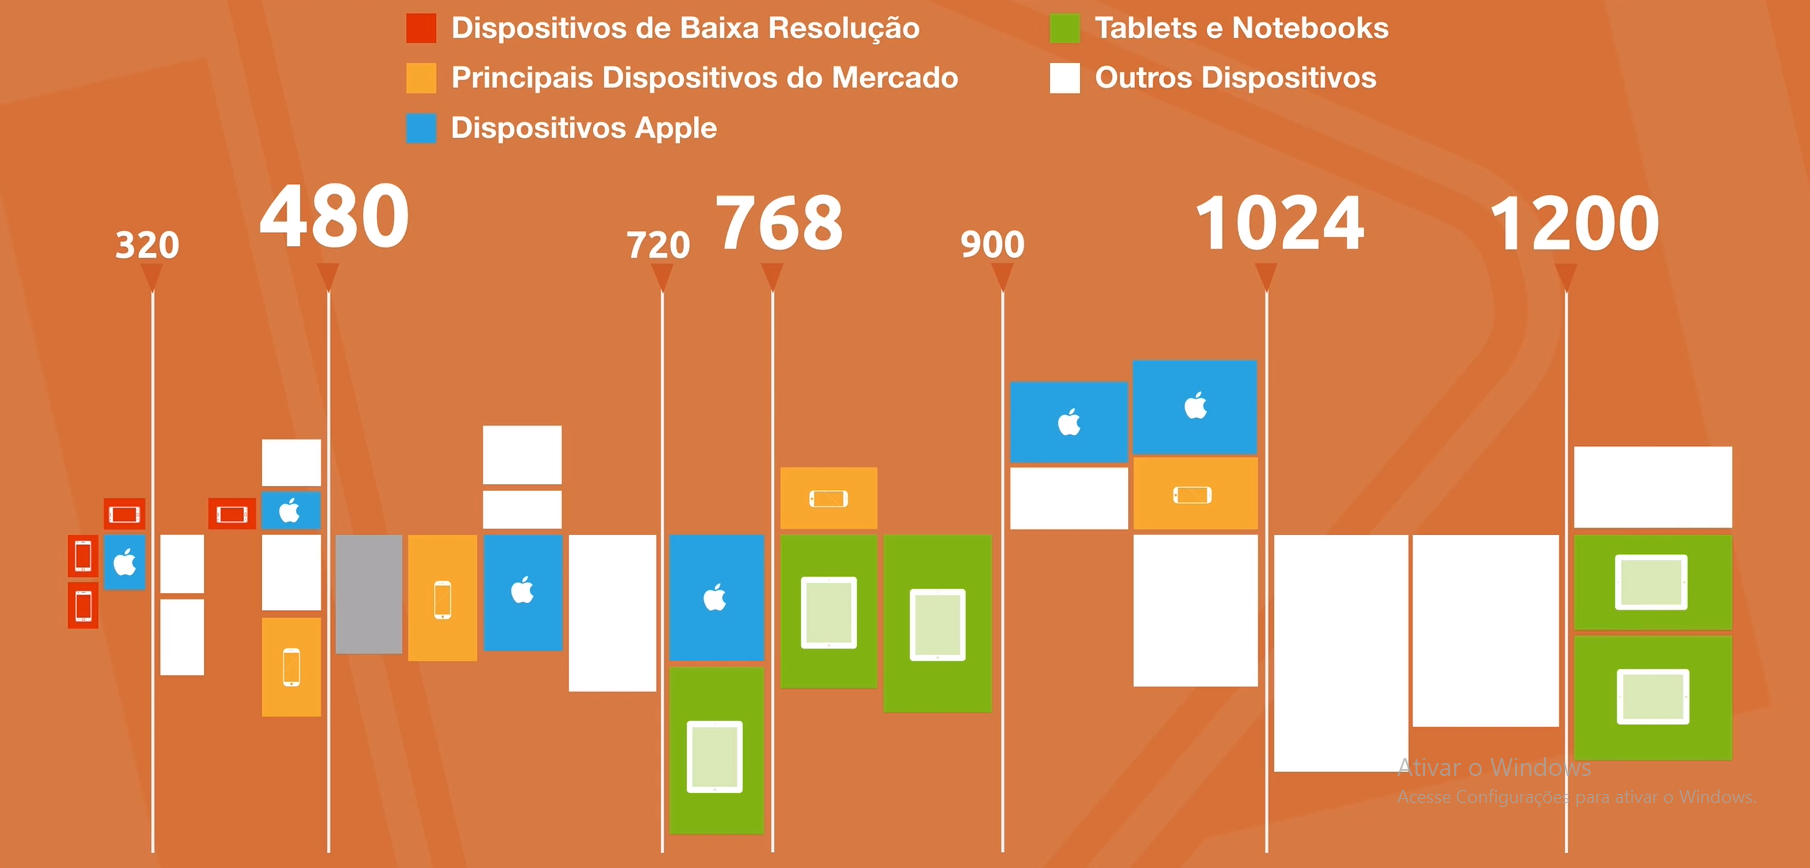 Dispositivos de Baixa Resolução
Tablets e Notebooks
Principais Dispositivos do Mercado
Outros Dispositivos
Dispositivos Apple
320
480
720
768
900
1024
1200
Ativar o Windows
Acesse Configurações para ativar o Windows.